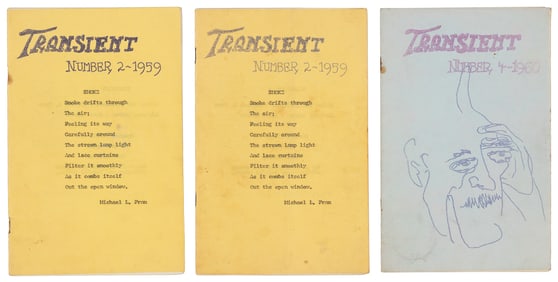 TRANSIENT
NUMBER 2-1959
SMOKE
Smoke drifts through
The air;
Feeling its way
Carefully around
The strewn lamp light
And lace curtains
Filter it smoothly
As it combs itself
Out the open window.
Michael L. Prom
TRANSIENT
NUMBER 2-1959
SMOKE
Smoke drifts through
The air;
Feeling its way
Carefully around
The strewn lamp light
And lace curtains
Filter it smoothly
As it combs itself
Out the open window.
Michael L. Prom
TRANSIENT
NUMBER 4-1960